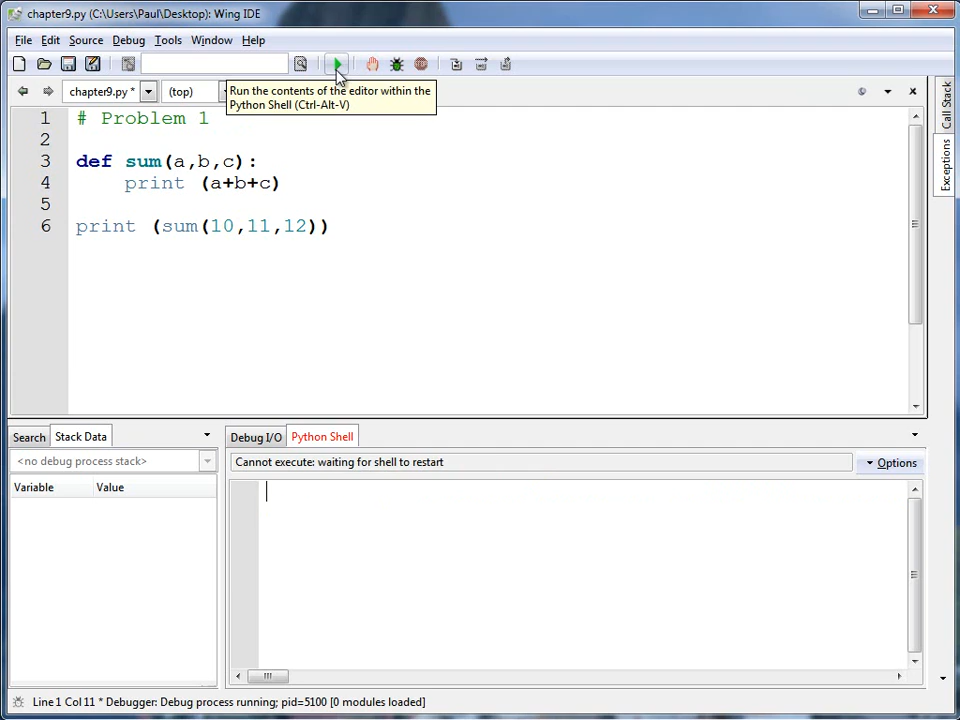 chapter9.py (C:\Users\Paul\Desktop): Wing IDE
File Edit Source Debug Tools Window Help
chapter9.py * (top)
Run the contents of the editor within the
Python Shell (Ctrl-Alt-V)
Call Stack
Exceptions
1 # Problem 1
2
3 def sum(a,b,c):
4 print (a+b+c)
5
6 print (sum(10,11,12))
Search Stack Data
Debug I/O Python Shell
<no debug process stack>
Cannot execute: waiting for shell to restart
Options
Variable Value
Line 1 Col 11 * Debugger: Debug process running; pid=5100 [0 modules loaded]